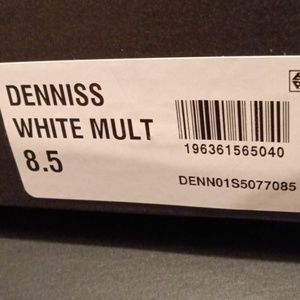 DENNISS
WHITE MULT
8.5
196361565040
DENN01S5077085